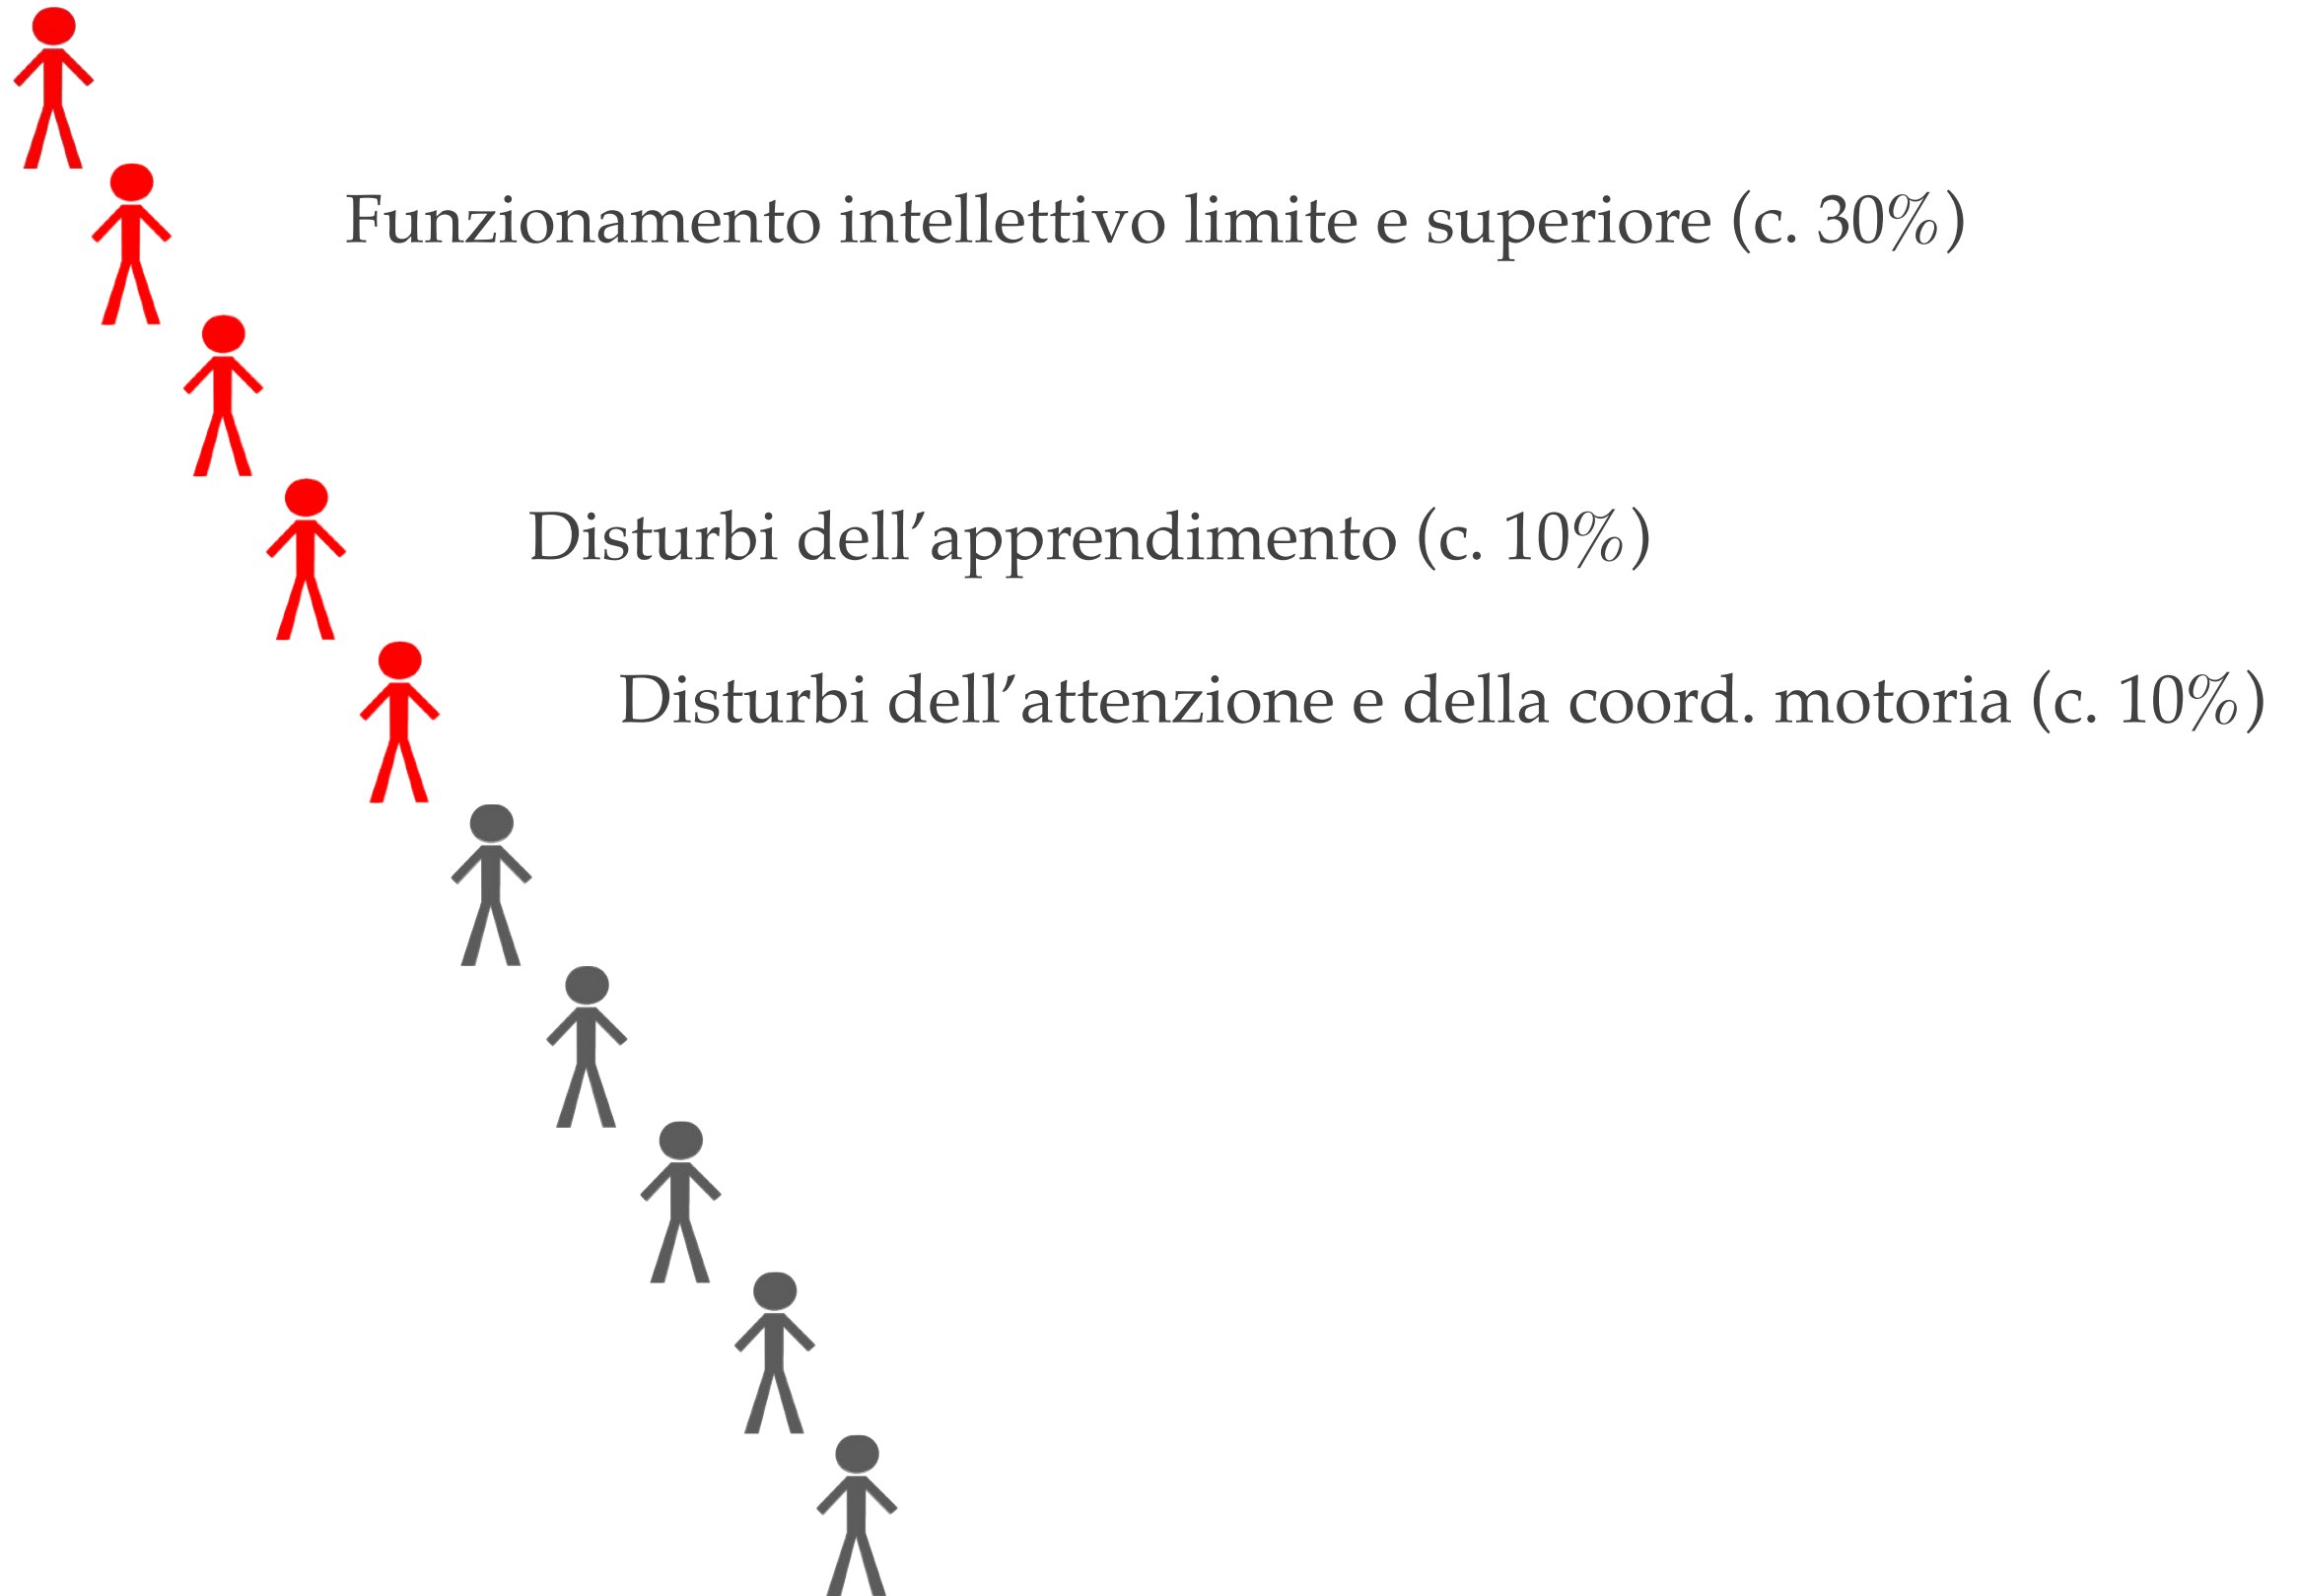 Funzionamento intellettivo limite e superiore (c. 30%)
Disturbi dell’apprendimento (c. 10%)
Disturbi dell’attenzione e della coord. motoria (c. 10%)